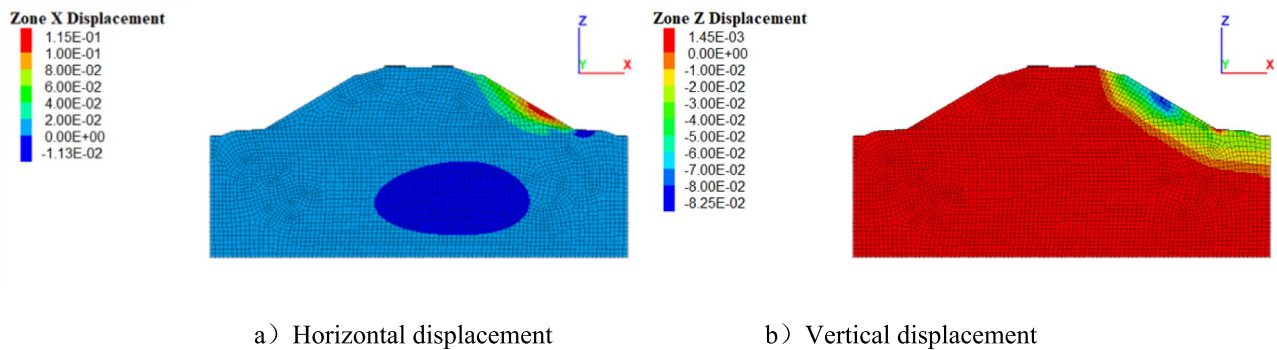 Zone X Displacement
1.15E-01
1.00E-01
8.00E-02
6.00E-02
4.00E-02
2.00E-02
0.00E+00
-1.13E-02
Z
Y
X
Zone Z Displacement
1.45E-03
0.00E+00
-1.00E-02
-2.00E-02
-3.00E-02
-4.00E-02
-5.00E-02
-6.00E-02
-7.00E-02
-8.00E-02
-8.25E-02
Z
Y
X
a）Horizontal displacement
b）Vertical displacement